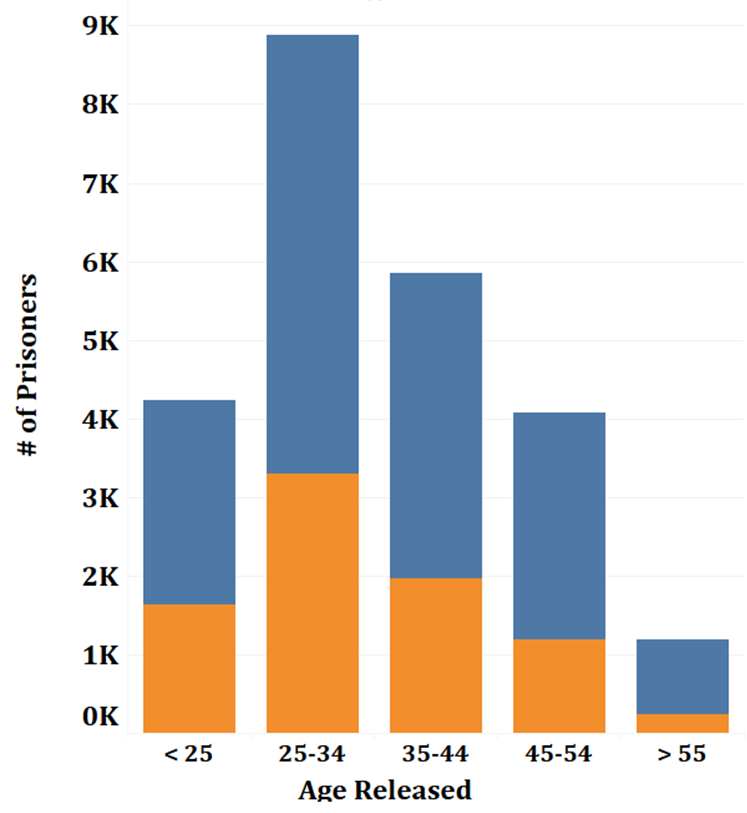 9K
8K
7K
6K
5K
4K
3K
2K
1K
0K
# of Prisoners
< 25 25-34 35-44 45-54 > 55
Age Released